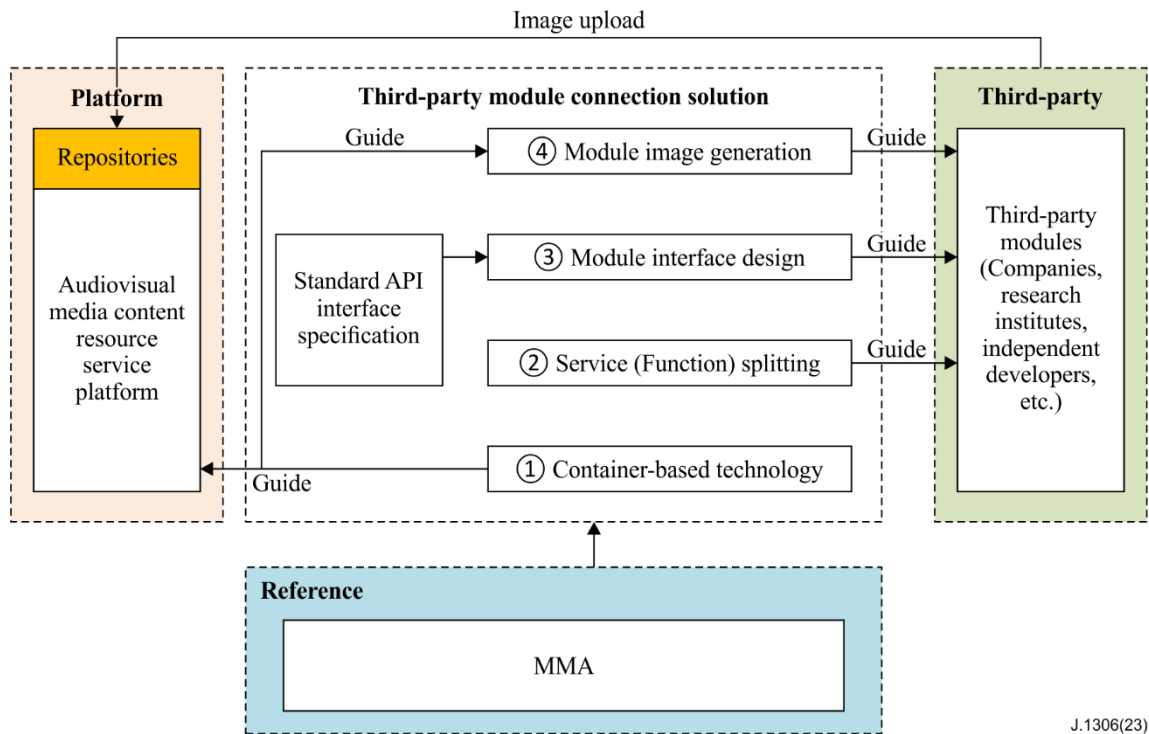 Image upload
Platform
Repositories
Audiovisual
media content
resource
service
platform
Third-party module connection solution
Guide
④ Module image generation
Guide
Standard API
interface
specification
③ Module interface design
Guide
② Service (Function) splitting
Guide
① Container-based technology
Guide
Third-party
Third-party
modules
(Companies,
research
institutes,
independent
developers,
etc.)
Reference
MMA
J.1306(23)